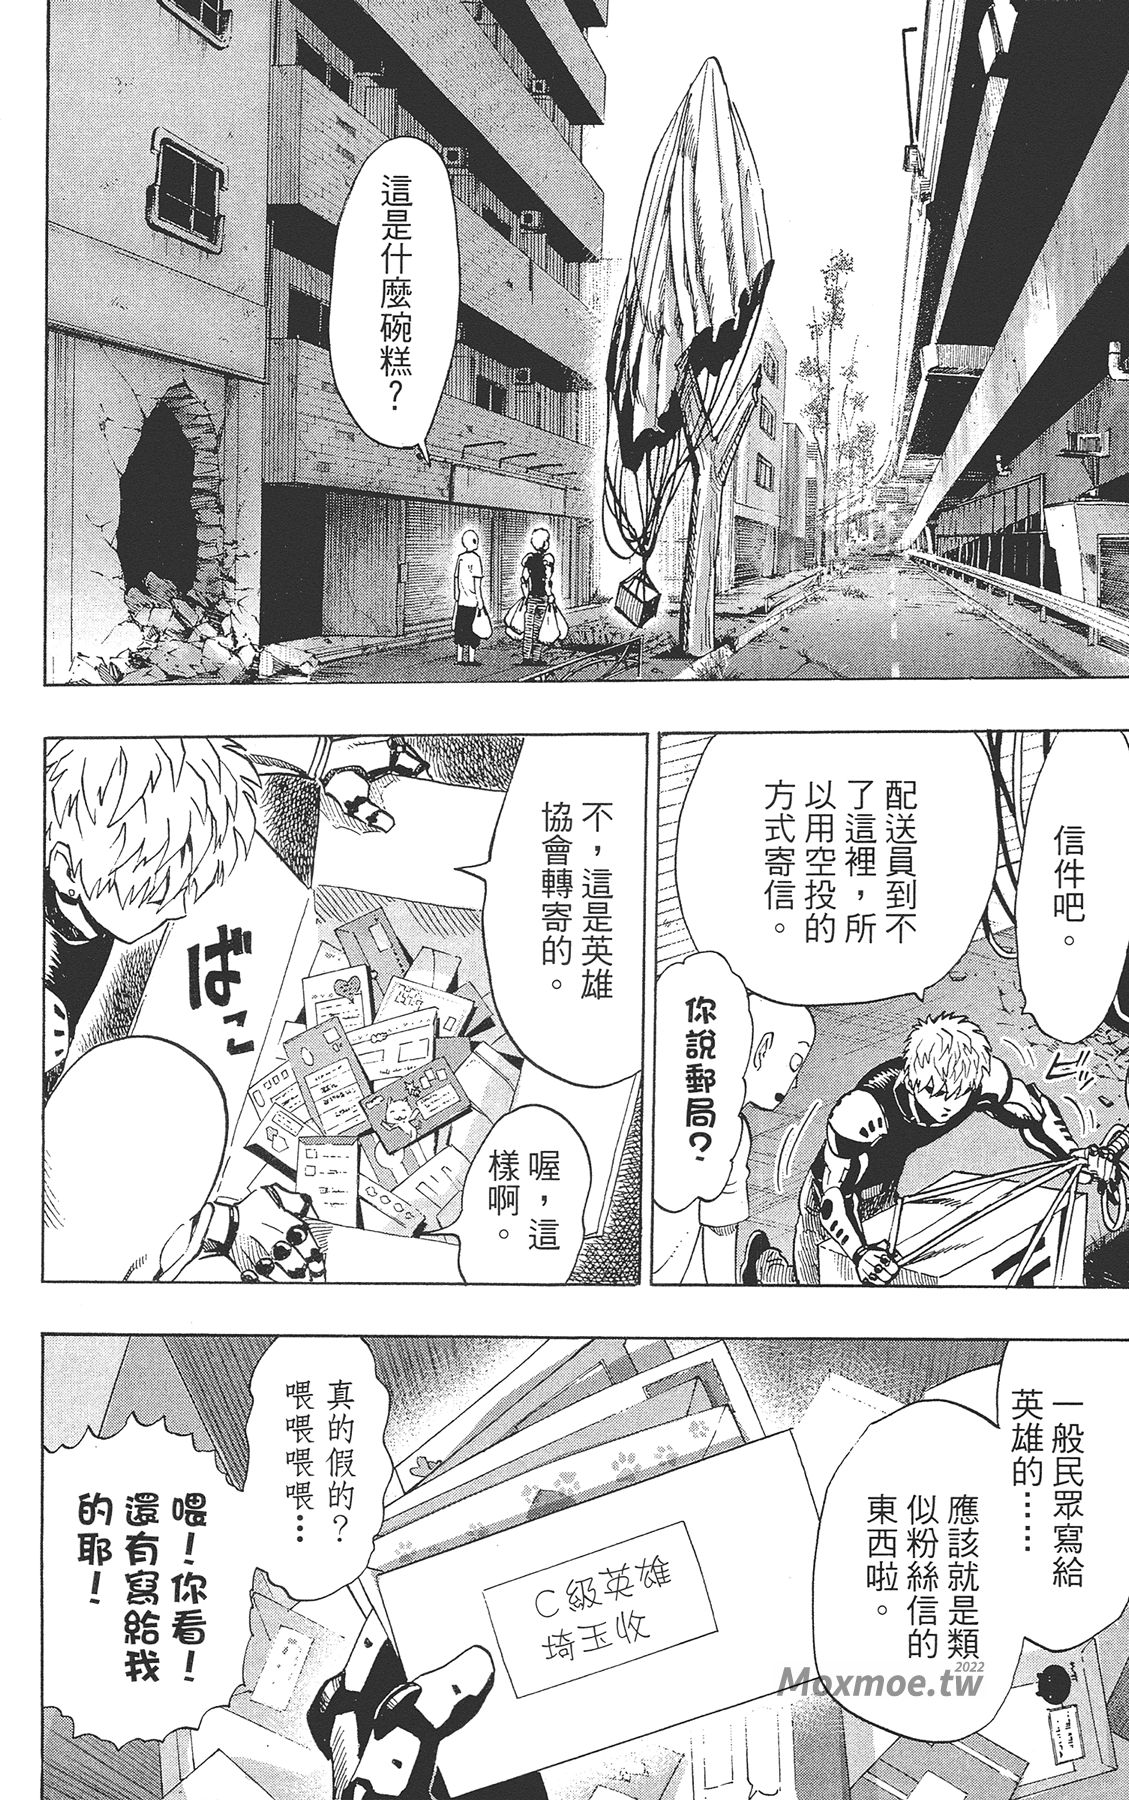 這是什麼碗糕？
信件吧。
配送員到不
了這裡，所
以用空投的
方式寄信。
你說郵局？
ビッ
不，這是英雄
協會轉寄的。
ばこ
喔，這
樣啊。
一般民眾寫給
英雄的……
應該就是類
似粉絲信的
東西啦。
C級英雄
埼玉收
真的假的？
喂喂喂喂…
喂！你看！
還有寫給我
的耶！
2022
Moxmoe.tw